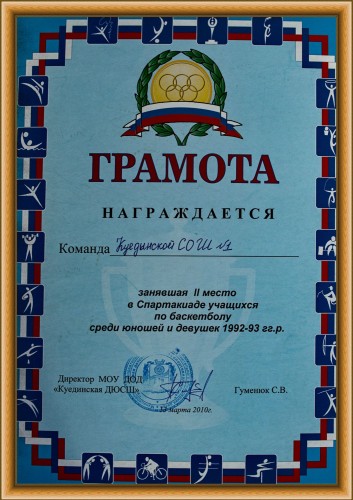 ГРАМОТА
НАГРАЖДАЕТСЯ
Команда Куединской СОШ №1
занявшая II место
в Спартакиаде учащихся
по баскетболу
среди юношей и девушек 1992-93 гг.р.
Директор МОУ ДОД
«Куединская ДЮСШ» Гуменюк С.В.
13 марта 2010г.